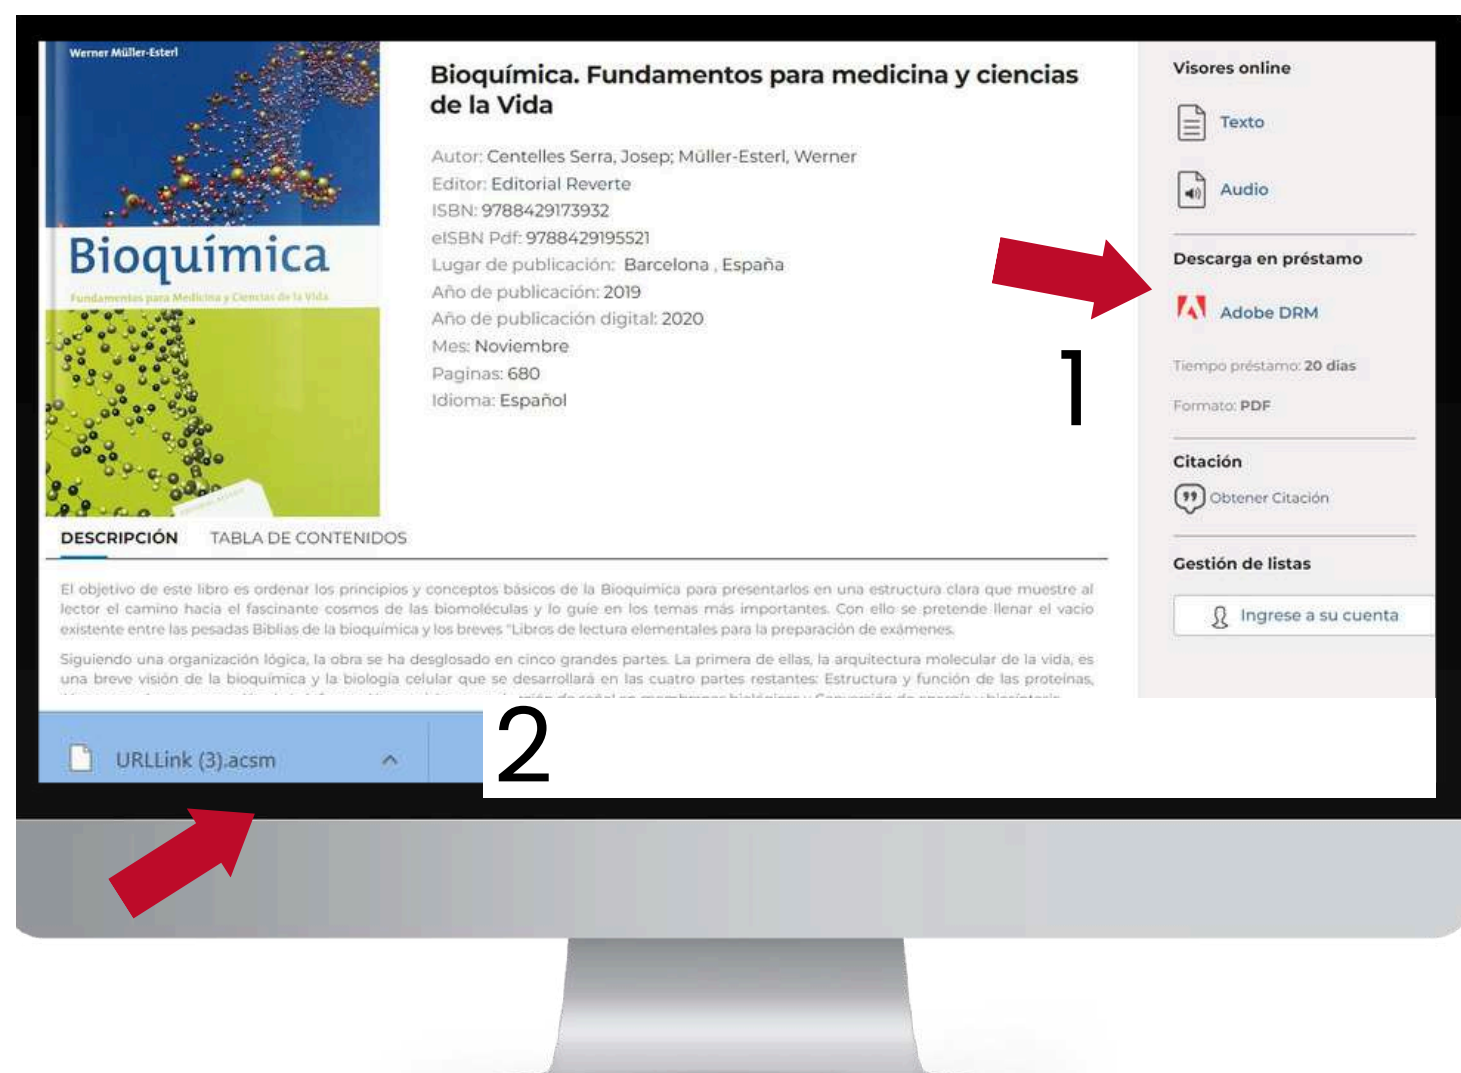 Werner Müller-Esterl
Bioquímica
Fundamentos para Medicina y Ciencias de la Vida
Bioquímica. Fundamentos para medicina y ciencias
de la Vida
Autor: Centelles Serra, Josep; Müller-Esterl, Werner
Editor: Editorial Reverte
ISBN: 9788429173932
eISBN Pdf: 9788429195521
Lugar de publicación: Barcelona , España
Año de publicación: 2019
Año de publicación digital: 2020
Mes: Noviembre
Paginas: 680
Idioma: Español
Visores online
Texto
Audio
Descarga en préstamo
Adobe DRM
Tiempo préstamo: 20 días
Formato: PDF
Citación
Obtener Citación
Gestión de listas
Ingrese a su cuenta
1
DESCRIPCIÓN TABLA DE CONTENIDOS
El objetivo de este libro es ordenar los principios y conceptos básicos de la Bioquímica para presentarlos en una estructura clara que muestre al
lector el camino hacia el fascinante cosmos de las biomoléculas y lo guíe en los temas más importantes. Con ello se pretende llenar el vacío
existente entre las pesadas Biblias de la bioquímica y los breves "Libros de lectura elementales para la preparación de exámenes.
Siguiendo una organización lógica, la obra se ha desglosado en cinco grandes partes. La primera de ellas, la arquitectura molecular de la vida, es
una breve visión de la bioquímica y la biología celular que se desarrollará en las cuatro partes restantes: Estructura y función de las proteínas,
URLLink (3).acsm
2